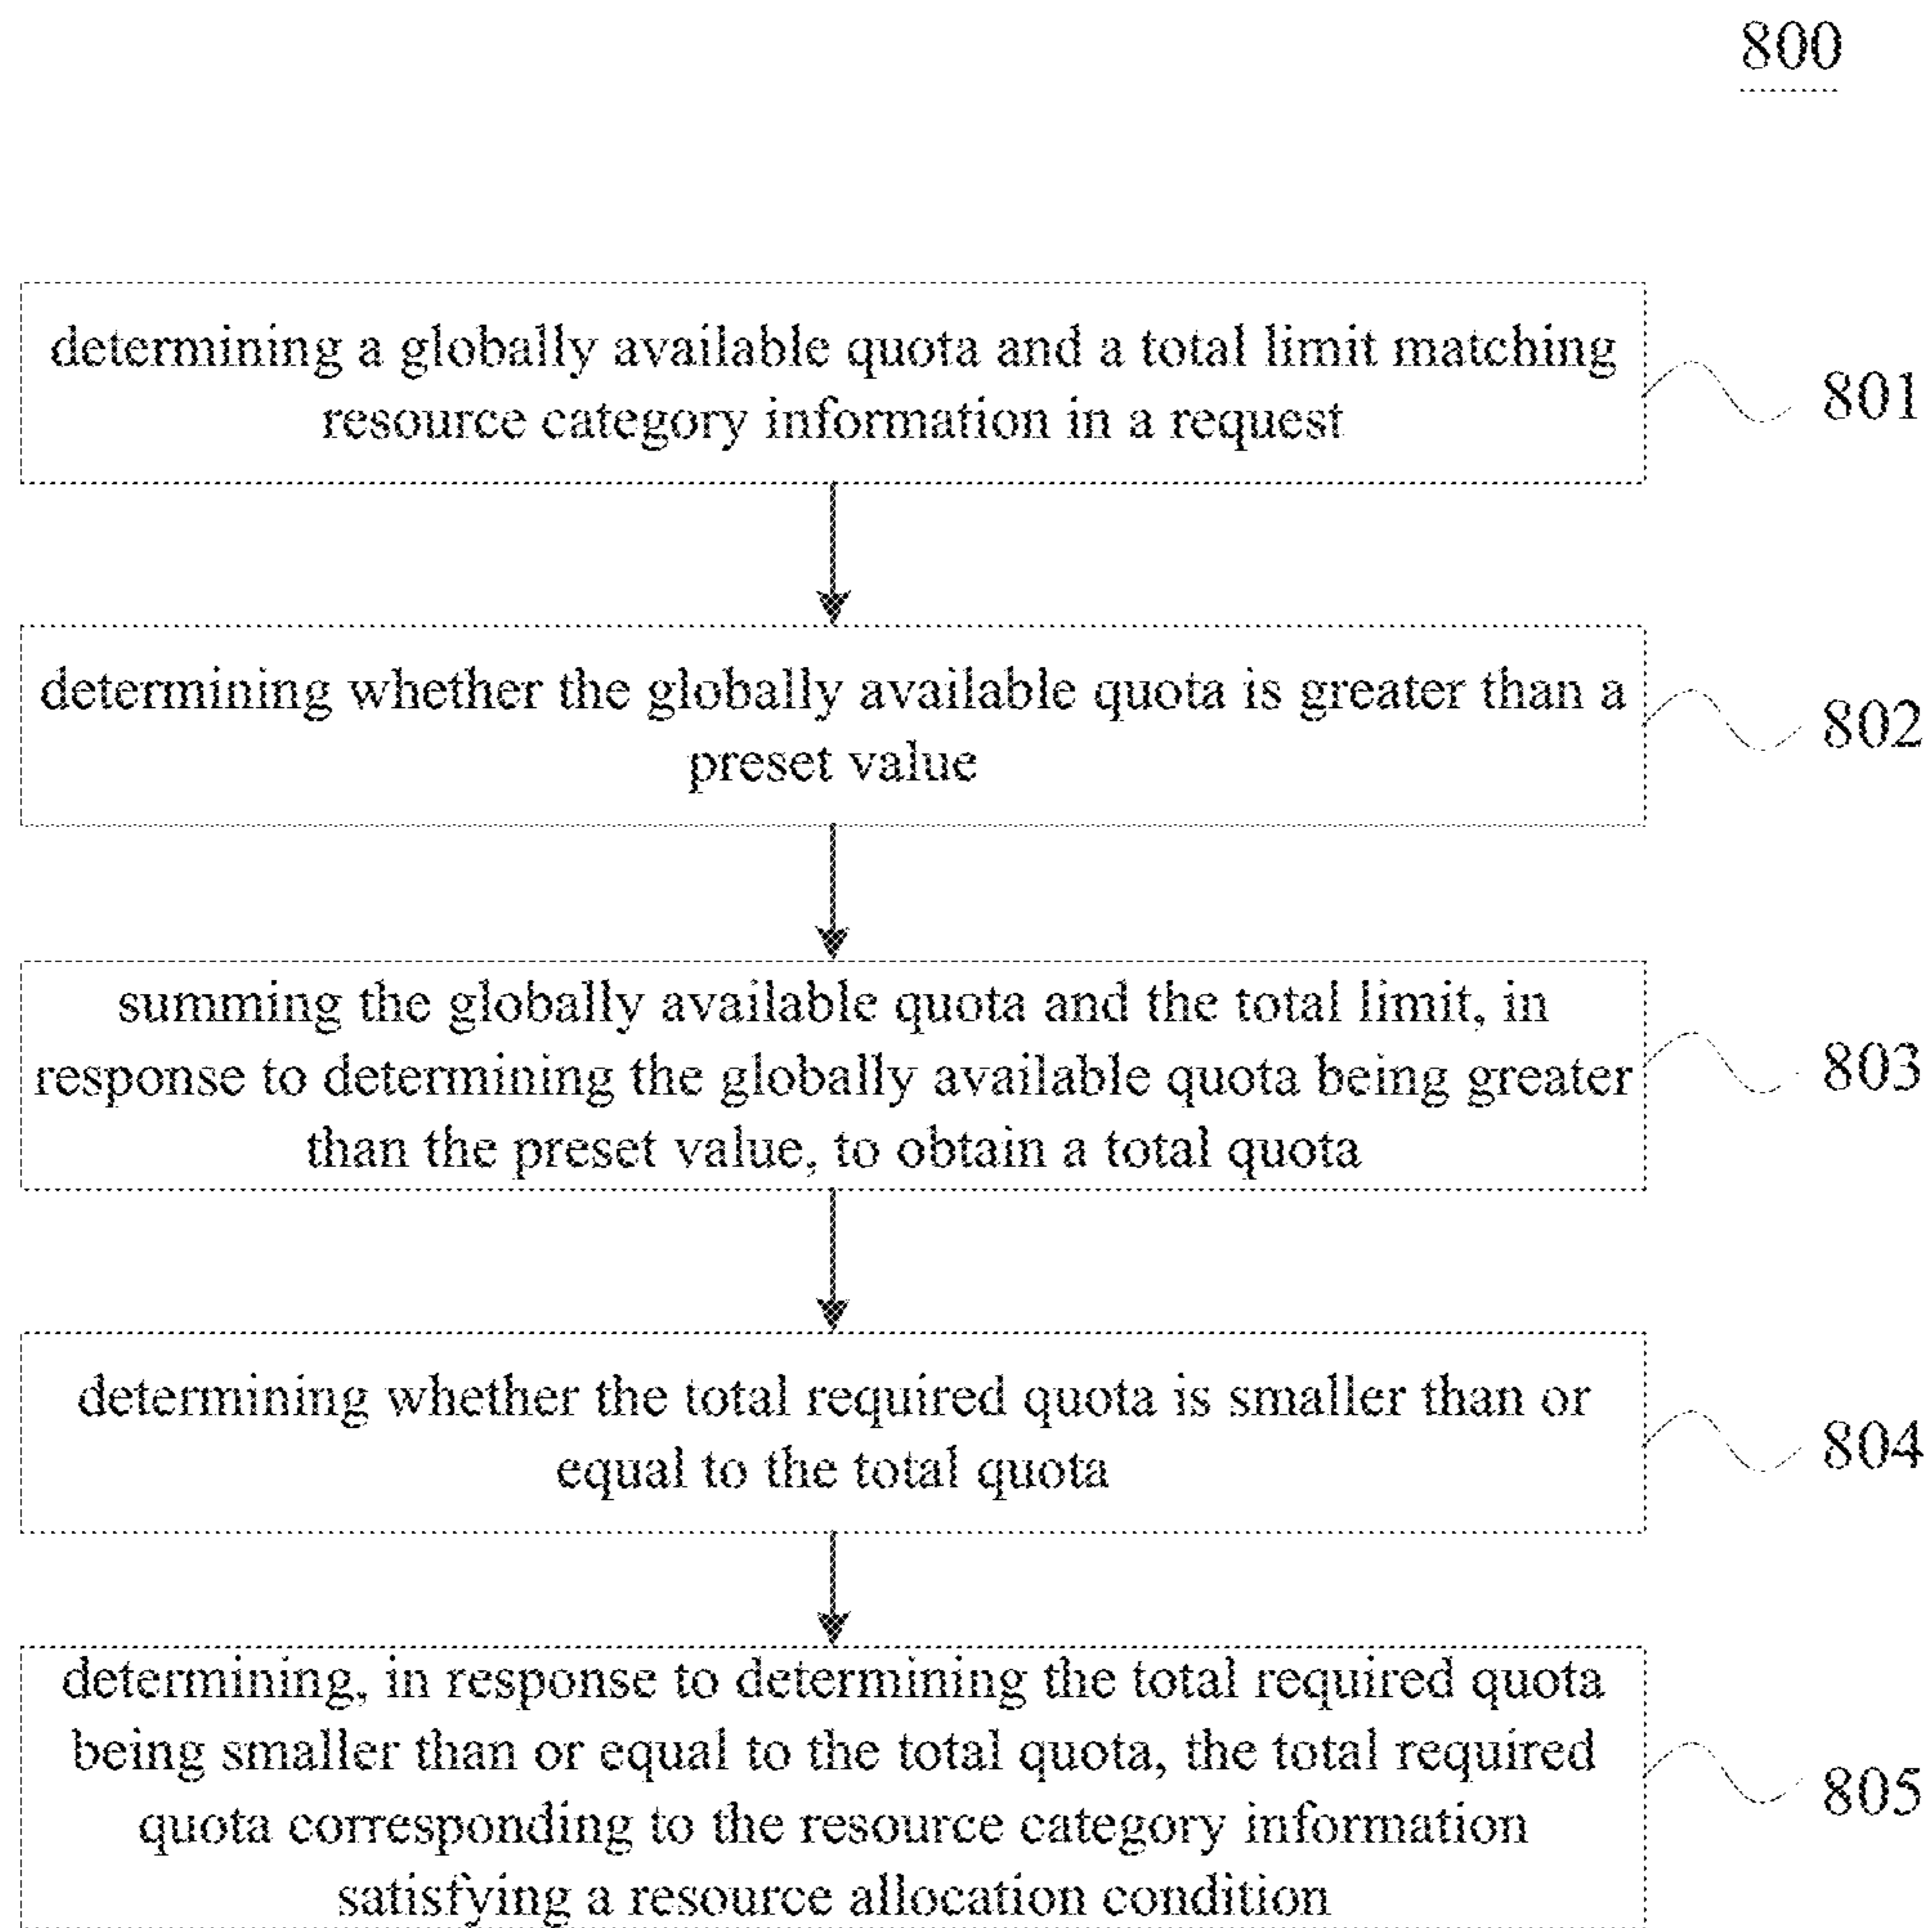 800
determining a globally available quota and a total limit matching
resource category information in a request
801
determining whether the globally available quota is greater than a
preset value
802
summing the globally available quota and the total limit, in
response to determining the globally available quota being greater
than the preset value, to obtain a total quota
803
determining whether the total required quota is smaller than or
equal to the total quota
804
determining, in response to determining the total required quota
being smaller than or equal to the total quota, the total required
quota corresponding to the resource category information
satisfying a resource allocation condition
805